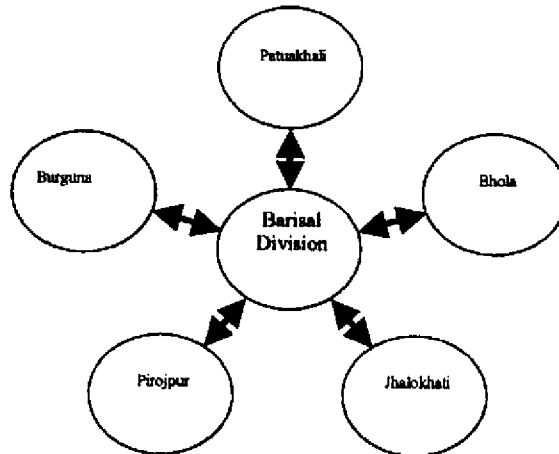 Patuakhali
Burguna
Bhola
Barisal
Division
Pirojpur
Jhalokhati